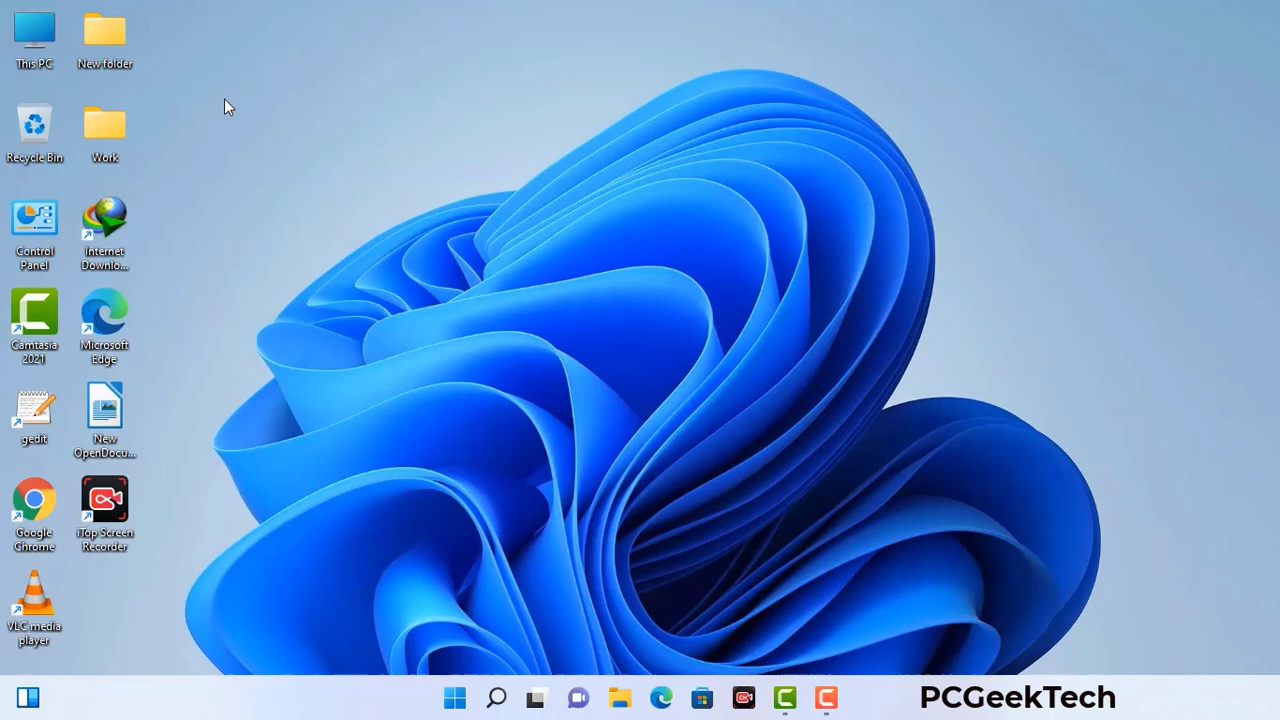 This PC
New folder
Recycle Bin
Work
Control
Panel
Internet
Downlo...
Camtasia
2021
Microsoft
Edge
gedit
New
OpenDocu...
Google
Chrome
iTop Screen
Recorder
VLC media
player
PCGeekTech